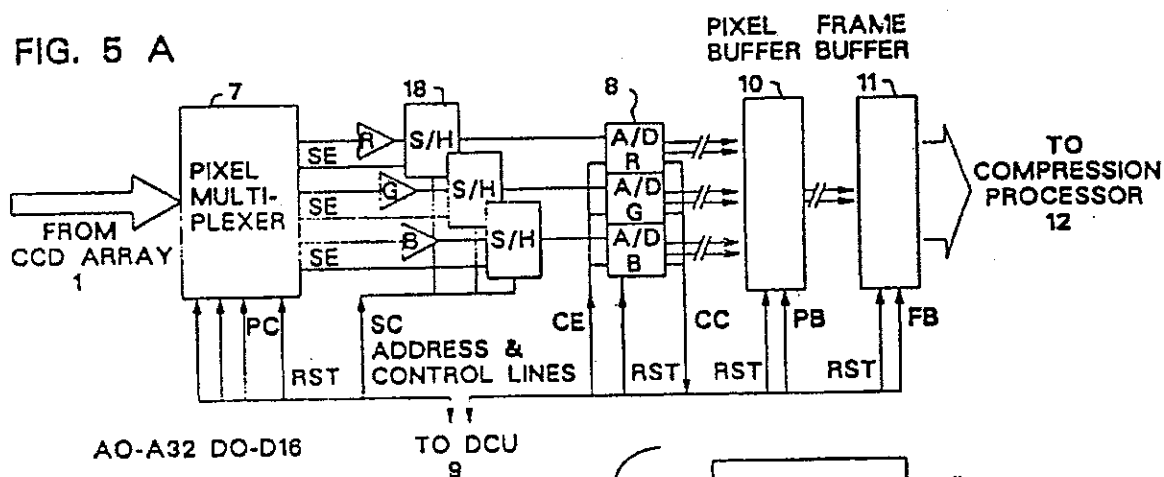 FIG. 5 A
PIXEL BUFFER
FRAME BUFFER
7
18
8
10
11
PIXEL MULTI- PLEXER
R
G
B
SE
SE
SE
S/H
S/H
S/H
A/D R
A/D G
A/D B
FROM CCD ARRAY 1
TO COMPRESSION PROCESSOR 12
PC
RST
SC
ADDRESS & CONTROL LINES
CE
RST
CC
RST
PB
RST
FB
AO-A32 DO-D16
TO DCU 9